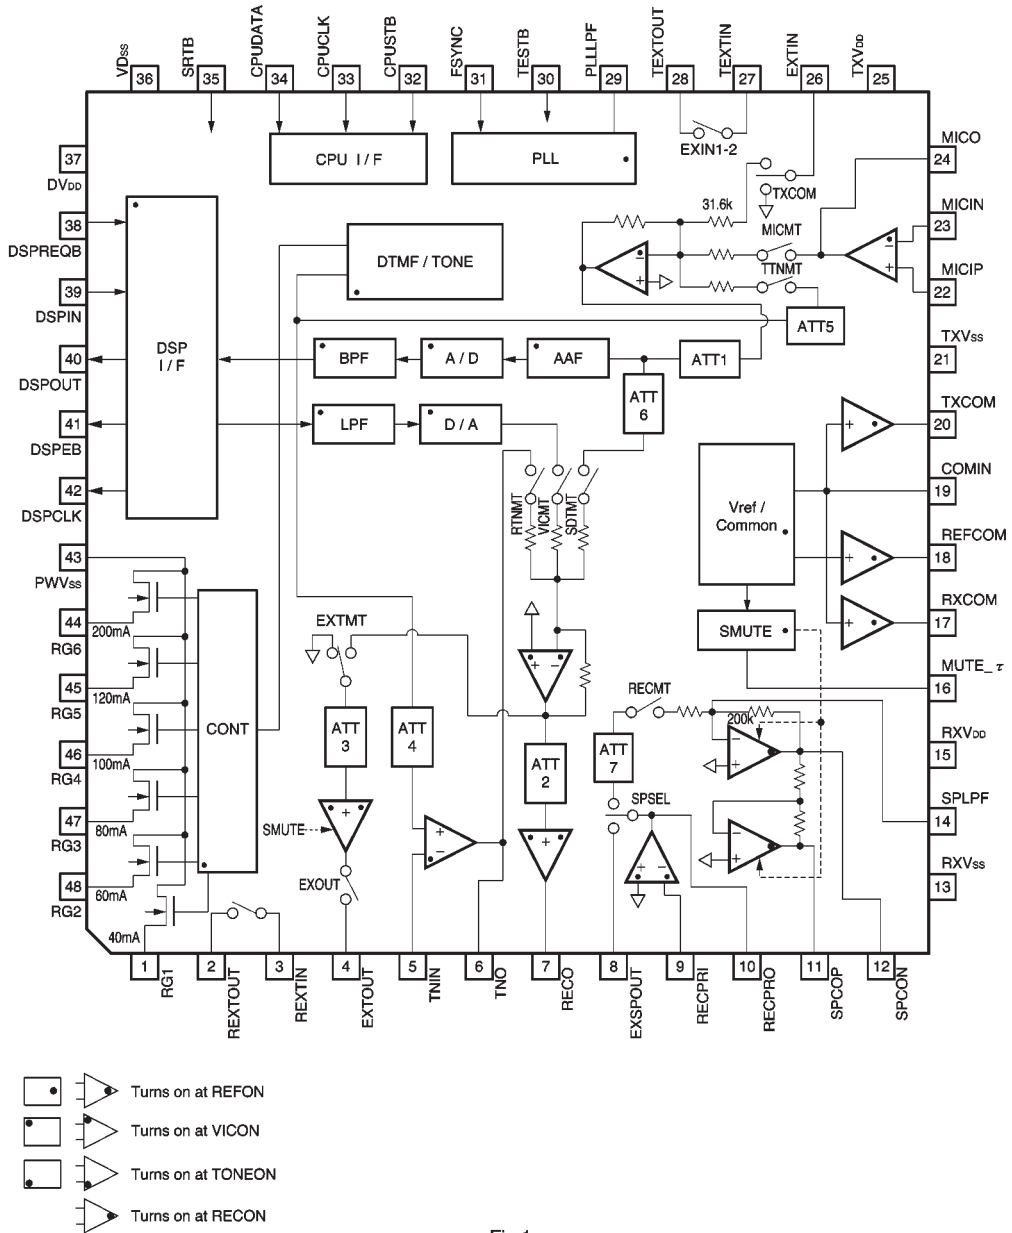 VDSS
SRTB
CPUDATA
CPUCLK
CPUSTB
FSYNC
TESTB
PLLLPF
TEXTOUT
TEXTIN
EXTIN
TXVDD
36
35
34
33
32
31
30
29
28
27
26
25
37
DVDD
38
DSPREQB
39
DSPIN
40
DSPOUT
41
DSPEB
42
DSPCLK
43
PWVSS
44
RG6
45
RG5
46
RG4
47
RG3
48
RG2
MICO
24
MICIN
23
MICIP
22
TXVSS
21
TXCOM
20
COMIN
19
REFCOM
18
RXCOM
17
MUTE_τ
16
RXVDD
15
SPLPF
14
RXVSS
13
CPU I / F
PLL
EXIN1-2
TXCOM
31.6k
MICMT
TTNMT
DTMF / TONE
ATT5
DSP
I / F
BPF
A / D
AAF
ATT1
ATT
6
LPF
D / A
RTNMT
VICMT
SDTMT
Vref /
Common
SMUTE
200mA
120mA
100mA
80mA
60mA
40mA
CONT
EXTMT
ATT
3
ATT
4
ATT
2
ATT
7
RECMT
200k
SPSEL
SMUTE
EXOUT
+
−
+
−
+
−
+
−
+
−
+
−
+
−
+
+
+
+
+
+
−
1
2
3
4
5
6
7
8
9
10
11
12
RG1
REXTOUT
REXTIN
EXTOUT
TNIN
TNO
RECO
EXSPOUT
RECPRI
RECPRO
SPCOP
SPCON
Turns on at REFON
Turns on at VICON
Turns on at TONEON
Turns on at RECON